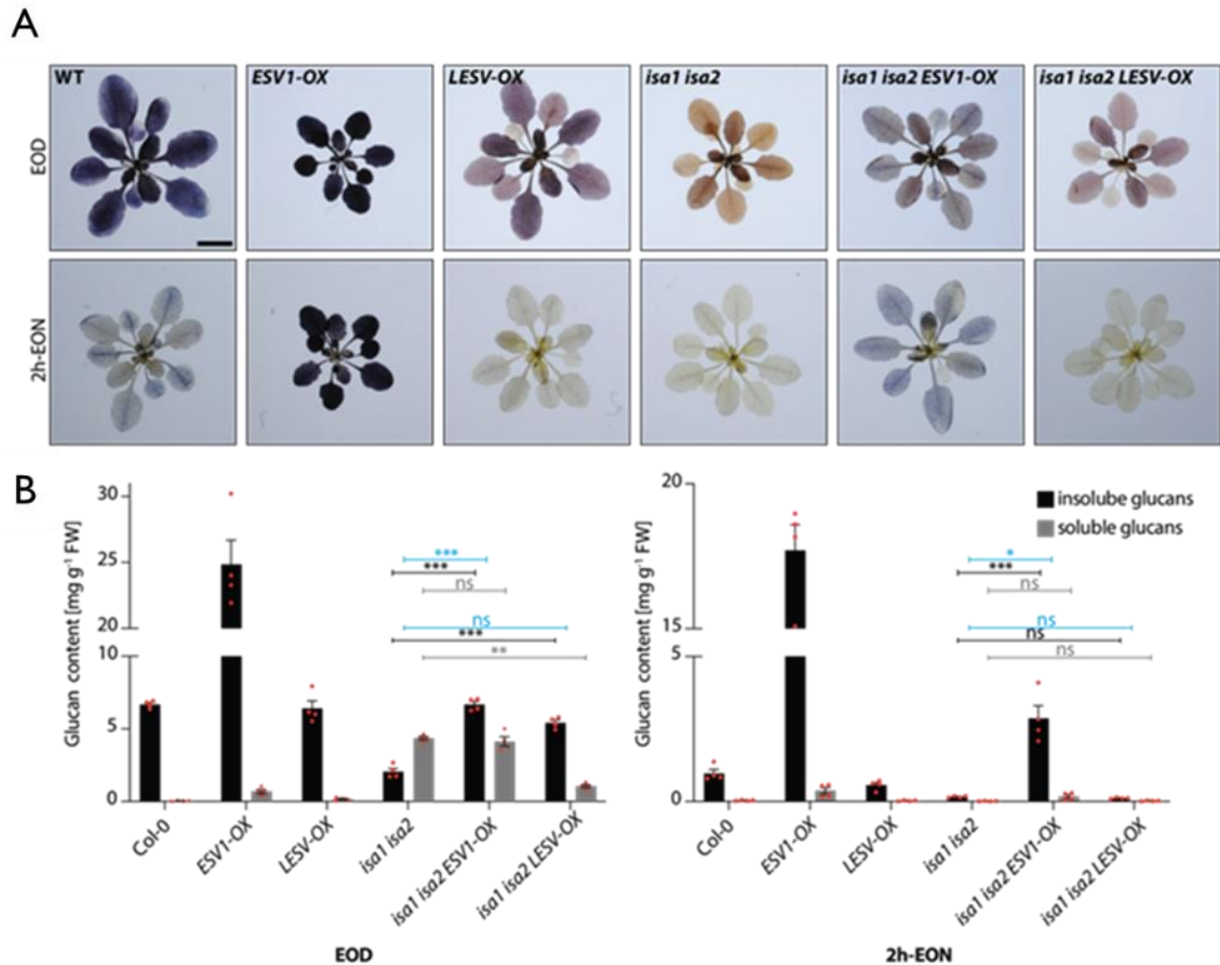 A
WT
ESV1-OX
LESV-OX
isa1 isa2
isa1 isa2 ESV1-OX
isa1 isa2 LESV-OX
EOD
2h-EON
B
Glucan content [mg g⁻¹ FW]
30
25
20
10
5
0
***
***
ns
ns
***
**
Col-0
ESV1-OX
LESV-OX
isa1 isa2
isa1 isa2 ESV1-OX
isa1 isa2 LESV-OX
EOD
Glucan content [mg g⁻¹ FW]
20
15
5
0
insolube glucans
soluble glucans
*
***
ns
ns
ns
ns
Col-0
ESV1-OX
LESV-OX
isa1 isa2
isa1 isa2 ESV1-OX
isa1 isa2 LESV-OX
2h-EON